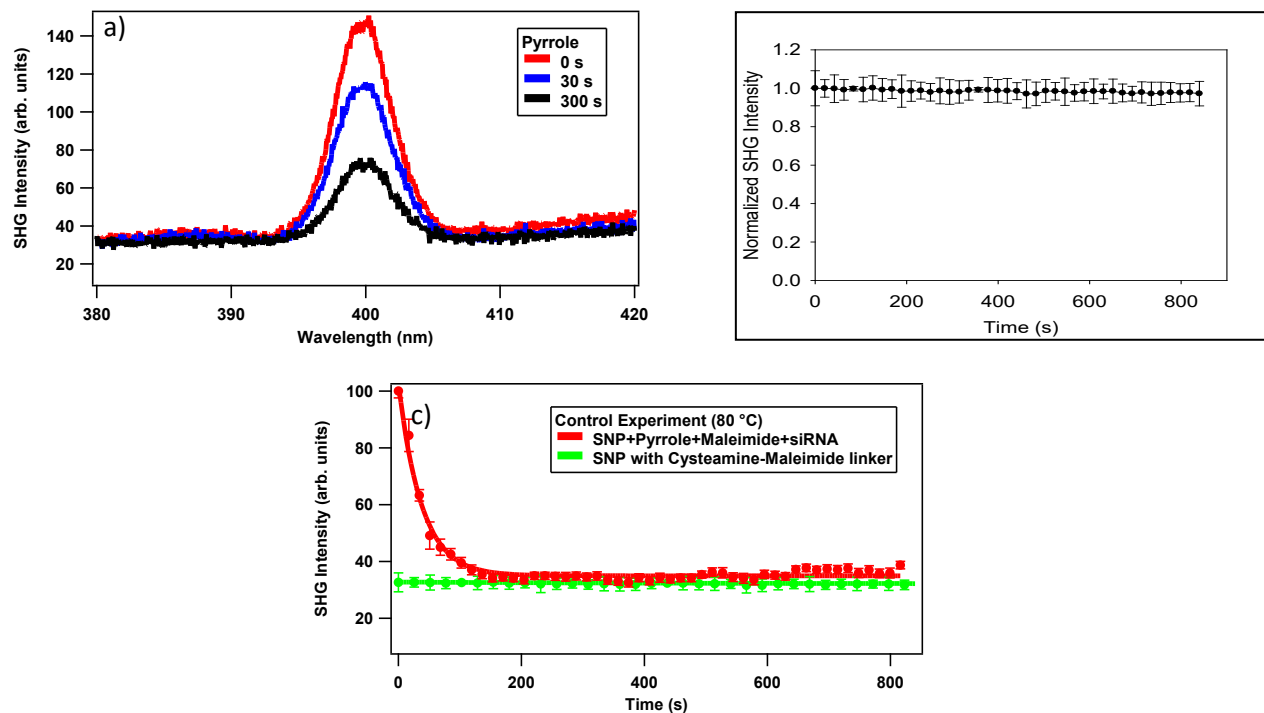 a)
SHG Intensity (arb. units)
140
120
100
80
60
40
20
Pyrrole
0 s
30 s
300 s
380
390
400
410
420
Wavelength (nm)
Normalized SHG Intensity
1.2
1.0
0.8
0.6
0.4
0.2
0.0
0
200
400
600
800
Time (s)
c)
SHG Intensity (arb. units)
100
80
60
40
20
Control Experiment (80 °C)
SNP+Pyrrole+Maleimide+siRNA
SNP with Cysteamine-Maleimide linker
0
200
400
600
800
Time (s)